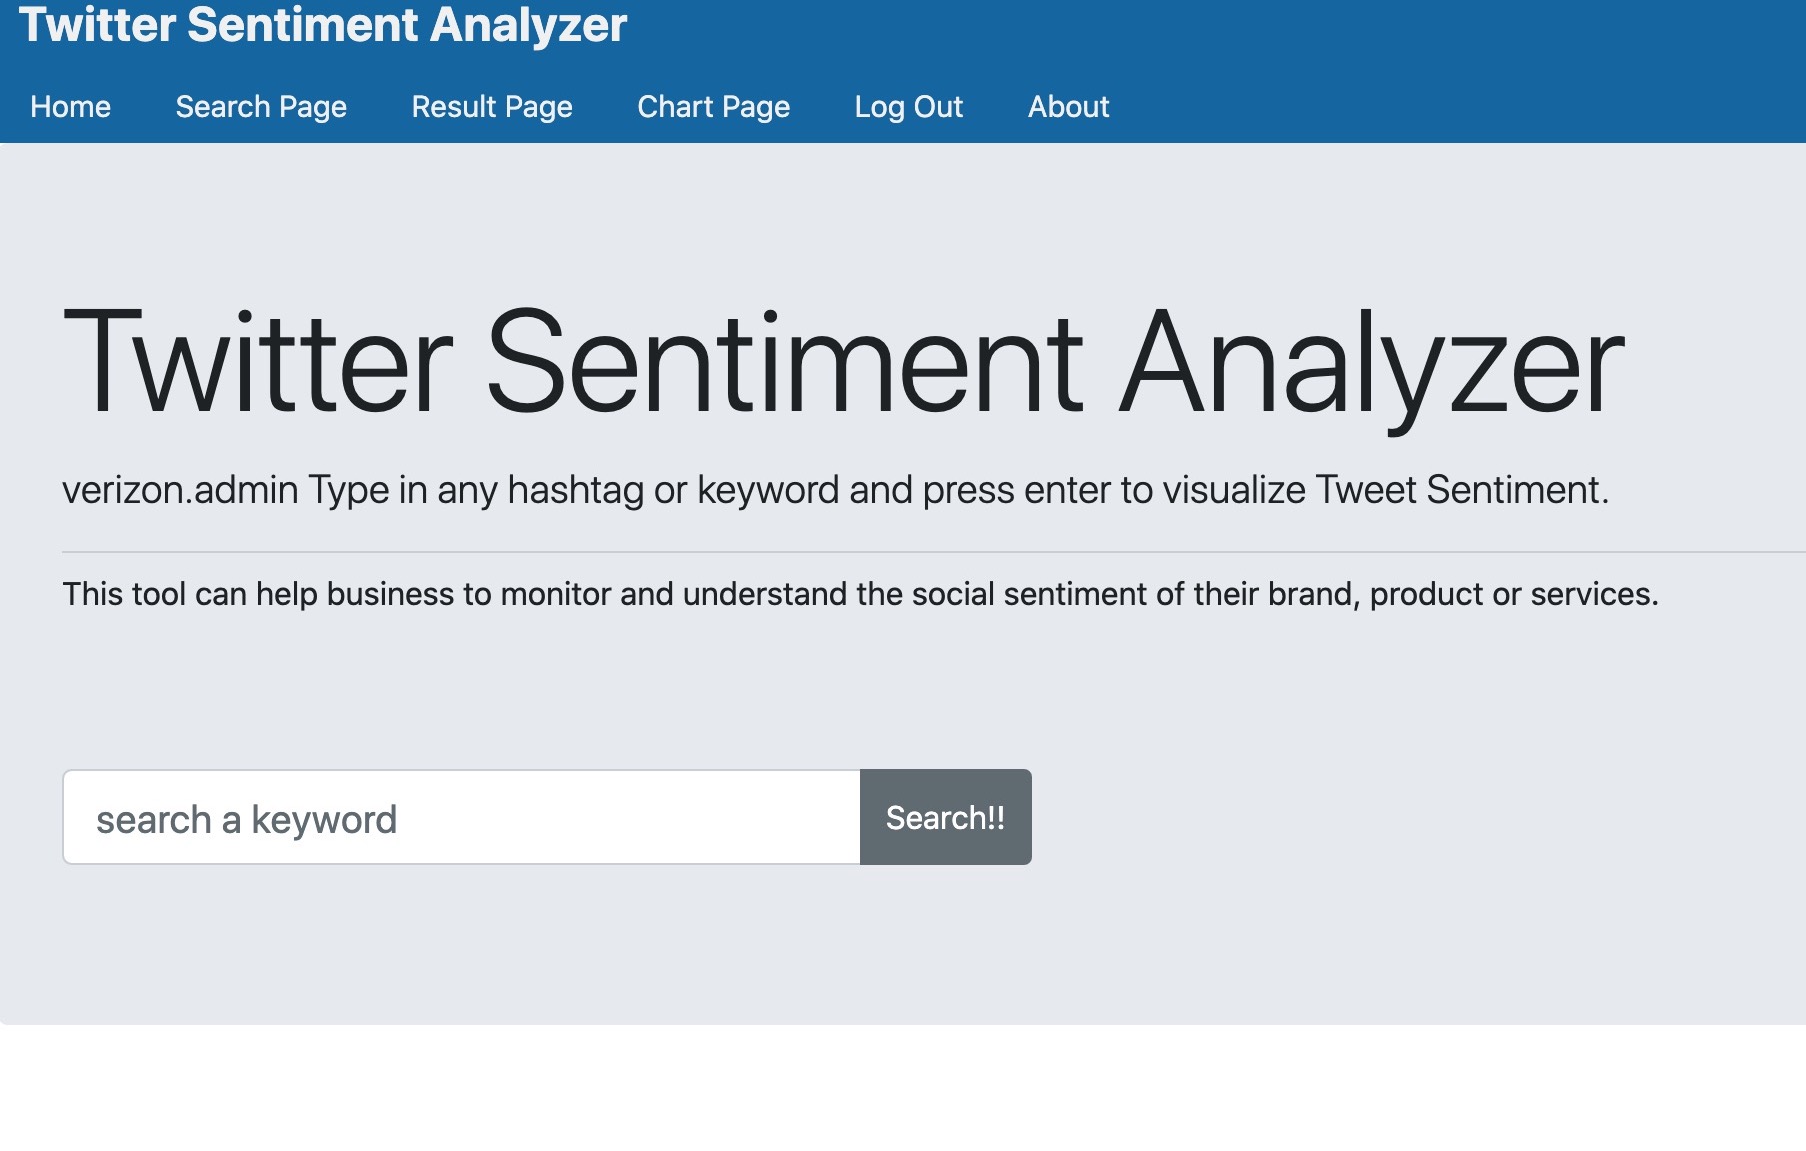 Twitter Sentiment Analyzer
Home Search Page Result Page Chart Page Log Out About
Twitter Sentiment Analyzer
verizon.admin Type in any hashtag or keyword and press enter to visualize Tweet Sentiment.
This tool can help business to monitor and understand the social sentiment of their brand, product or services.
search a keyword Search!!